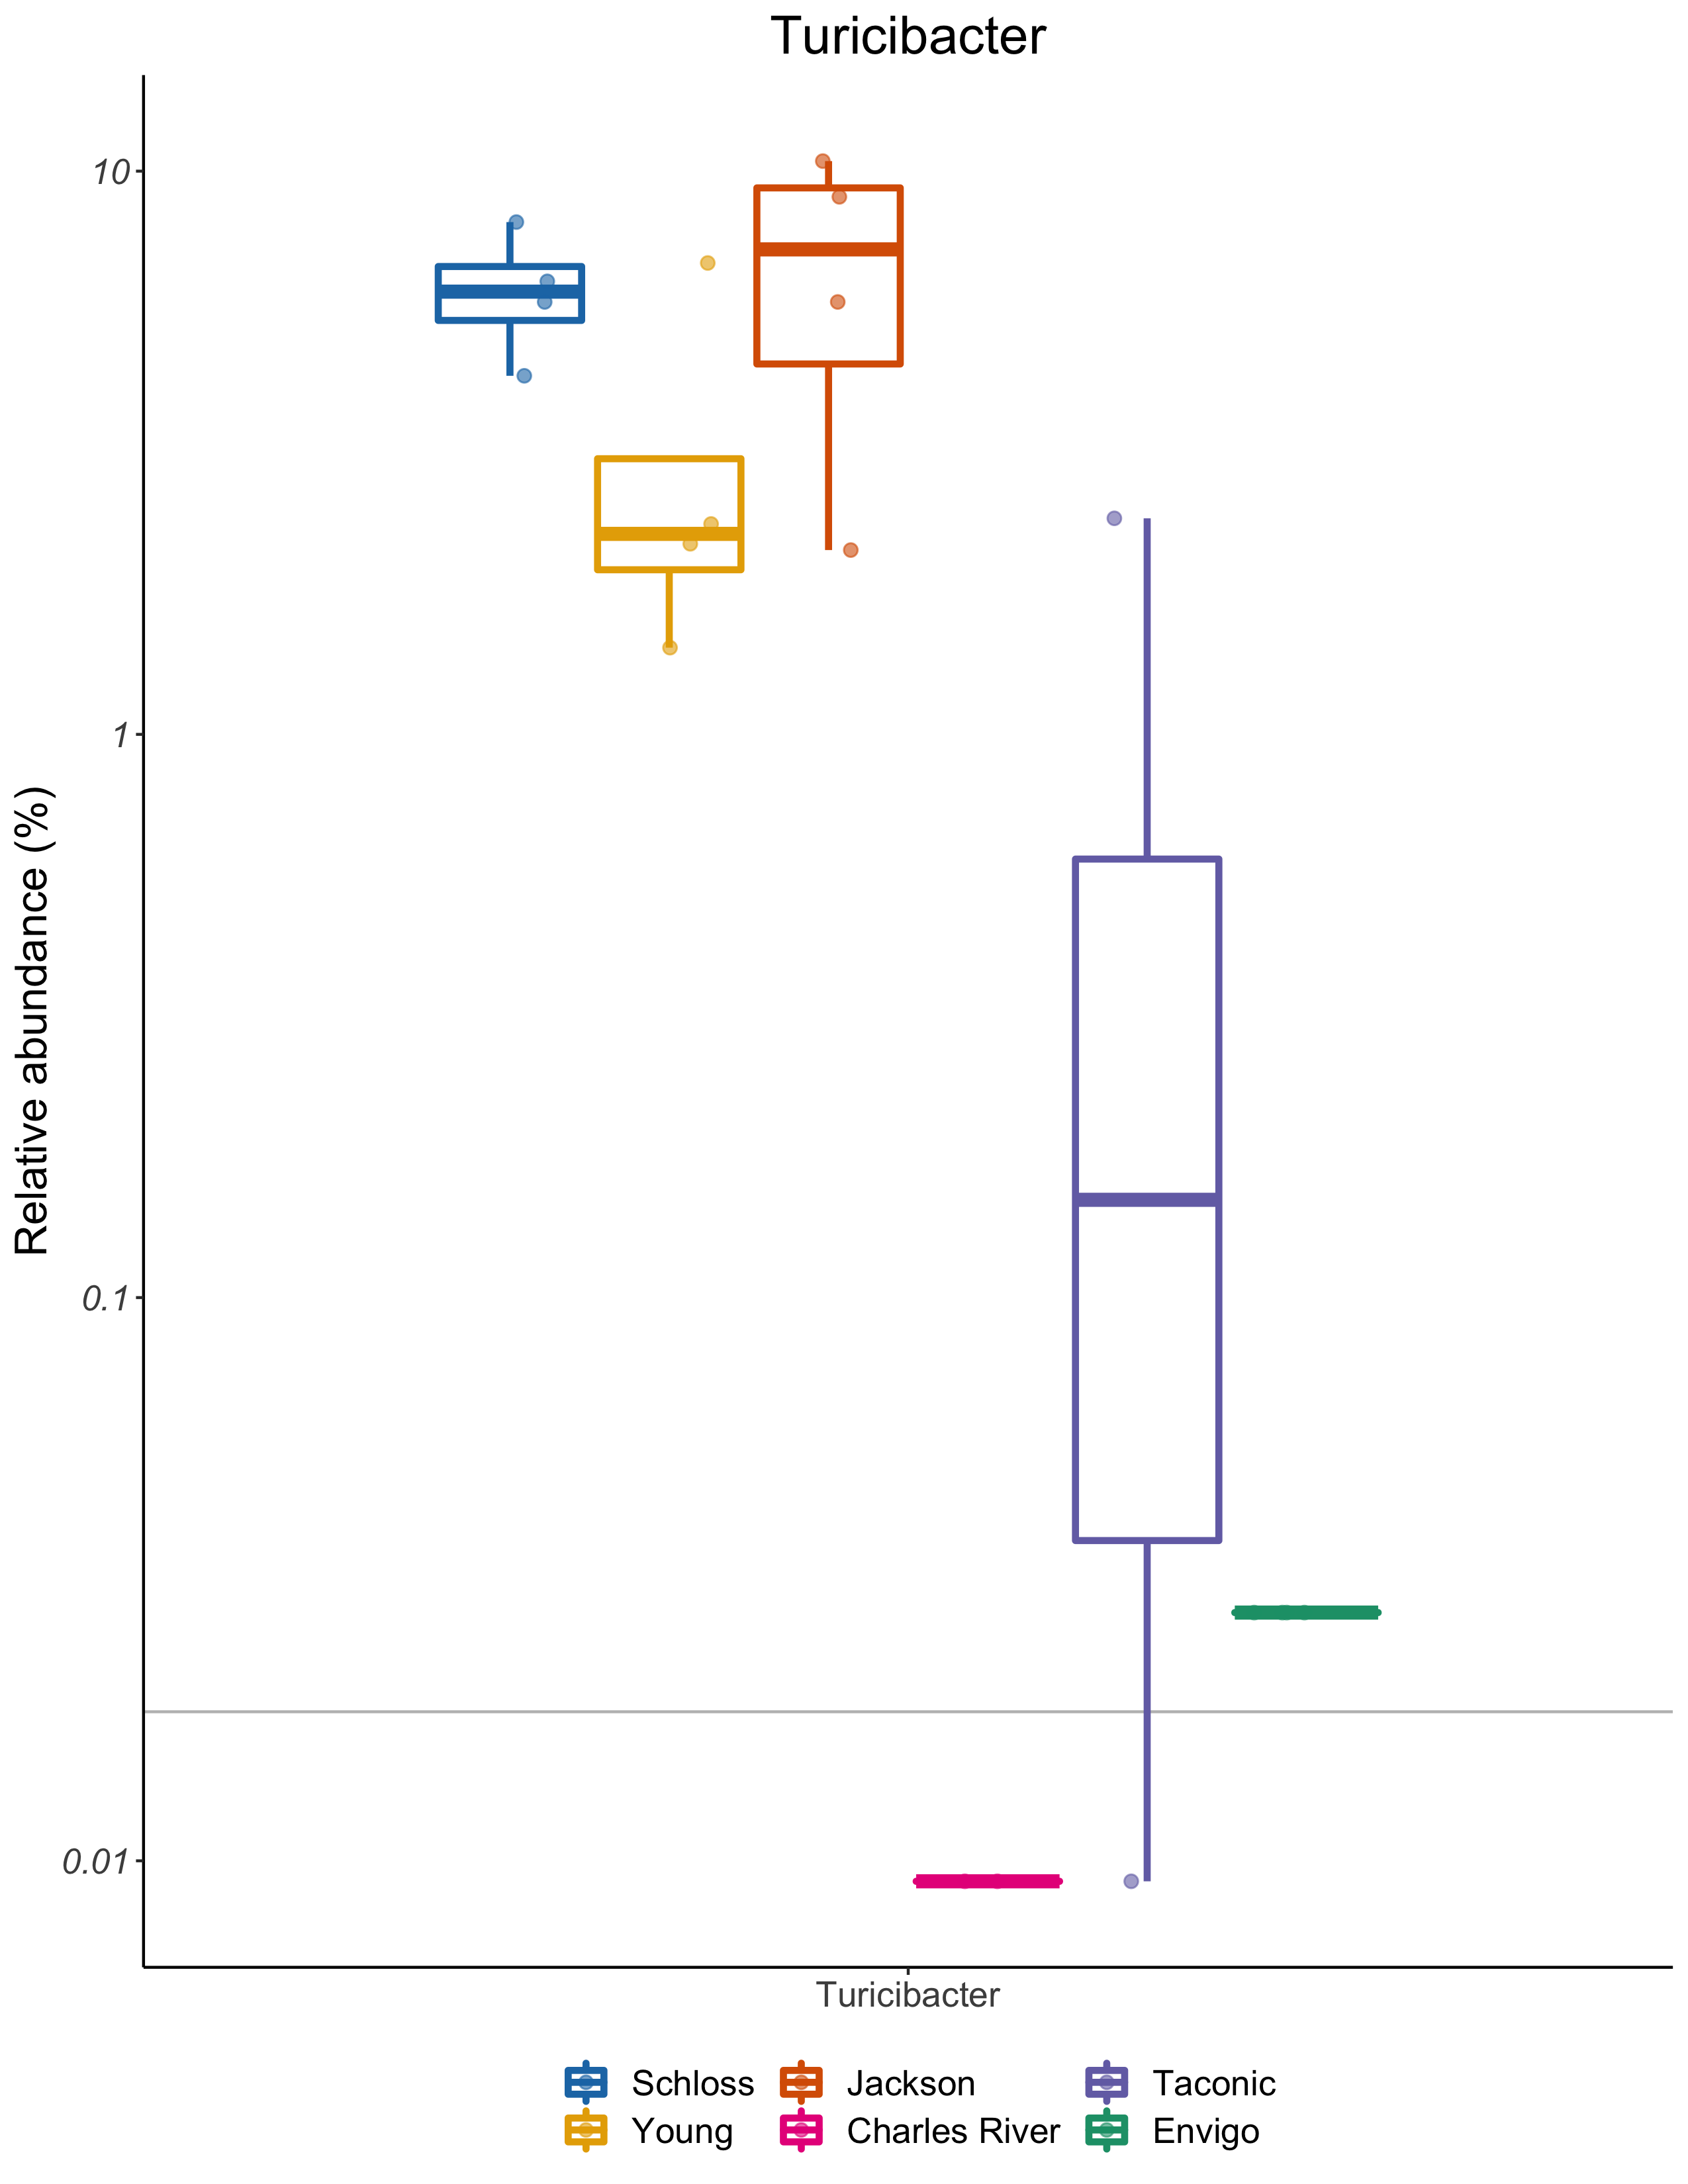 Turicibacter
10
1
0.1
0.01
Relative abundance (%)
Turicibacter
Schloss Jackson Taconic
Young Charles River Envigo